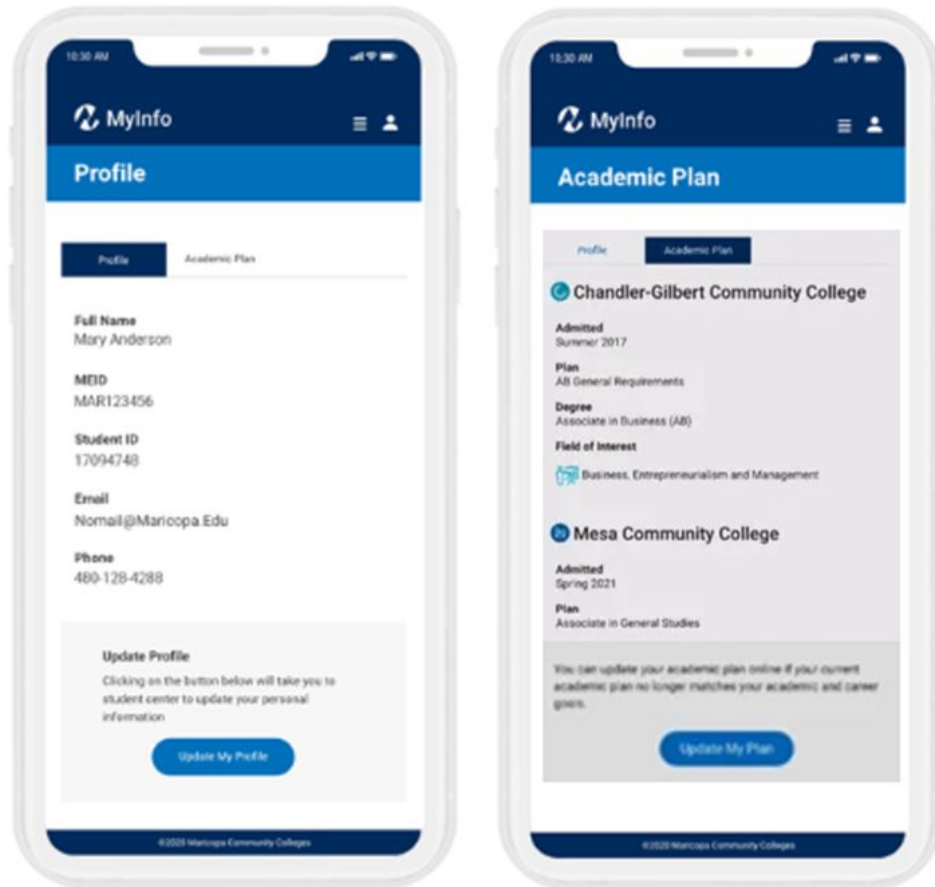 10:30 AM
MyInfo
Profile
Profile Academic Plan
Full Name
Mary Anderson
MEID
MAR123456
Student ID
17094748
Email
Nomail@Maricopa.Edu
Phone
480-128-4288
Update Profile
Clicking on the button below will take you to
student center to update your personal
information
Update My Profile
©2020 Maricopa Community Colleges
10:30 AM
MyInfo
Academic Plan
Profile Academic Plan
Chandler-Gilbert Community College
Admitted
Summer 2017
Plan
AB General Requirements
Degree
Associate in Business (AB)
Field of Interest
Business, Entrepreneurialism and Management
Mesa Community College
Admitted
Spring 2021
Plan
Associate in General Studies
You can update your academic plan online if your current
academic plan no longer matches your academic and career
goals.
Update My Plan
©2020 Maricopa Community Colleges